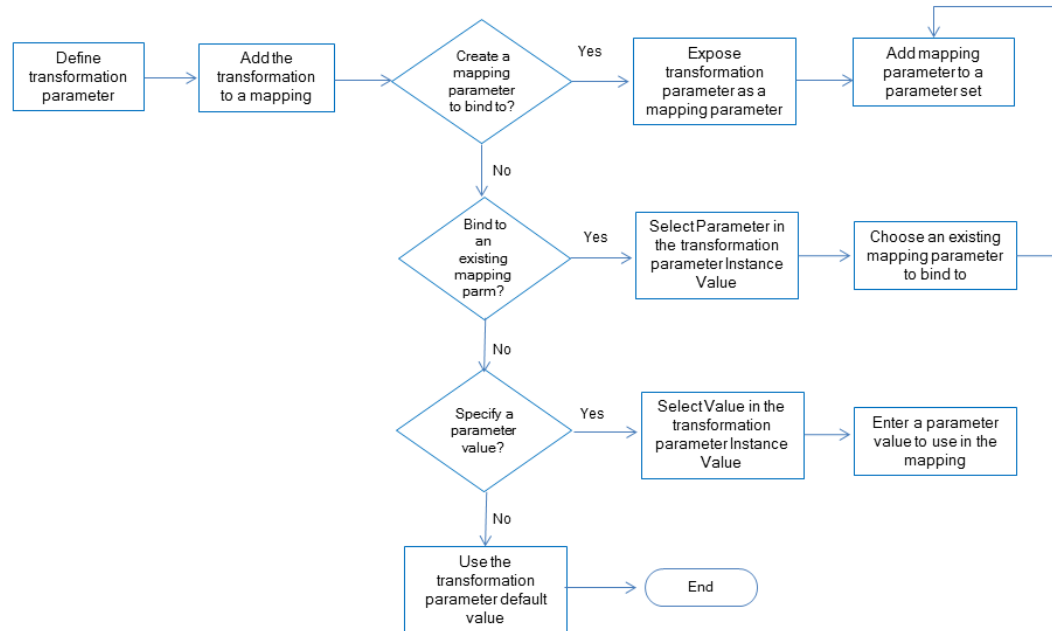 Define
transformation
parameter
Add the
transformation
to a mapping
Create a
mapping
parameter
to bind to?
Yes
Expose
transformation
parameter as a
mapping parameter
Add mapping
parameter to a
parameter set
No
Bind to
an
existing
mapping
parm?
Yes
Select Parameter in
the transformation
parameter Instance
Value
Choose an existing
mapping parameter
to bind to
No
Specify a
parameter
value?
Yes
Select Value in the
transformation
parameter Instance
Value
Enter a parameter
value to use in the
mapping
No
Use the
transformation
parameter default
value
End